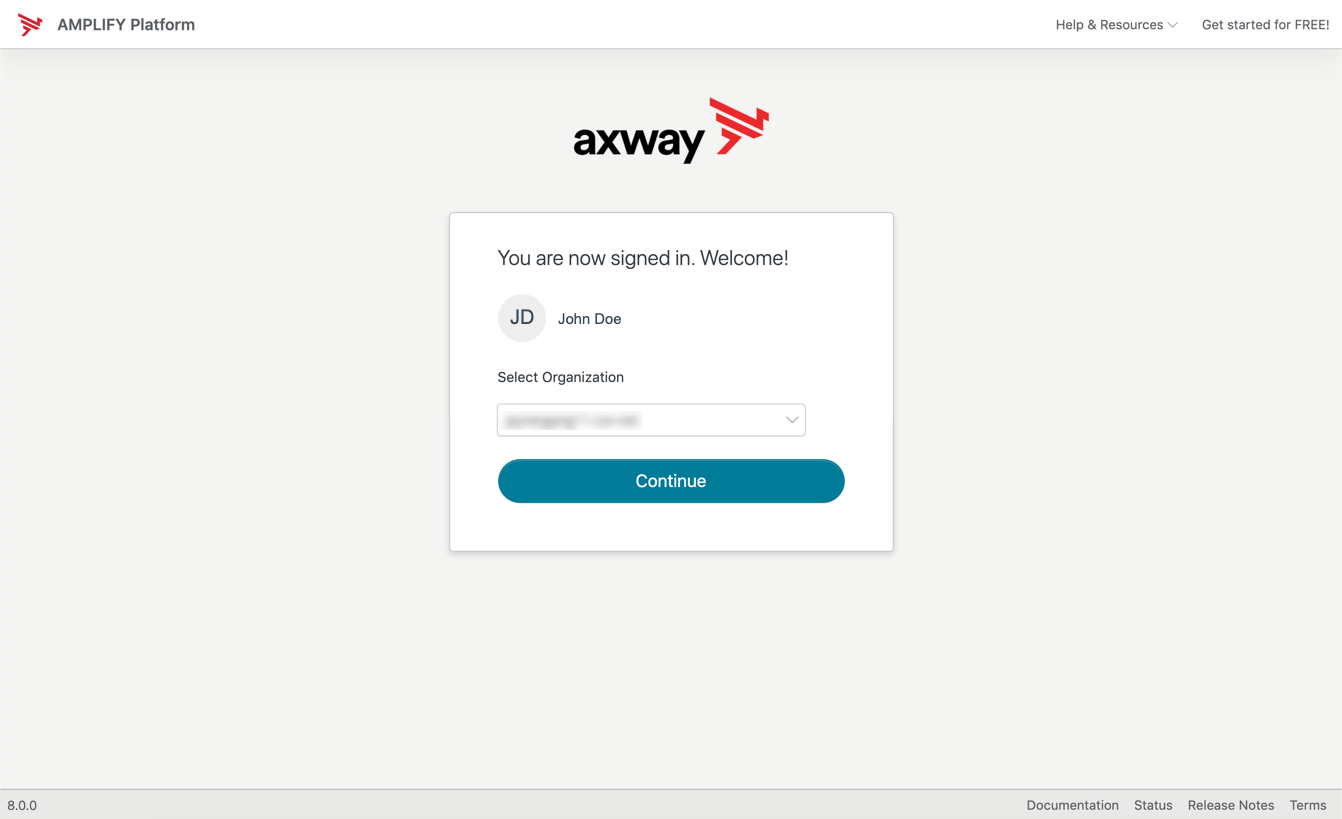 AMPLIFY Platform
Help & Resources
Get started for FREE!
axway
You are now signed in. Welcome!
JD
John Doe
Select Organization
Continue
8.0.0
Documentation
Status
Release Notes
Terms